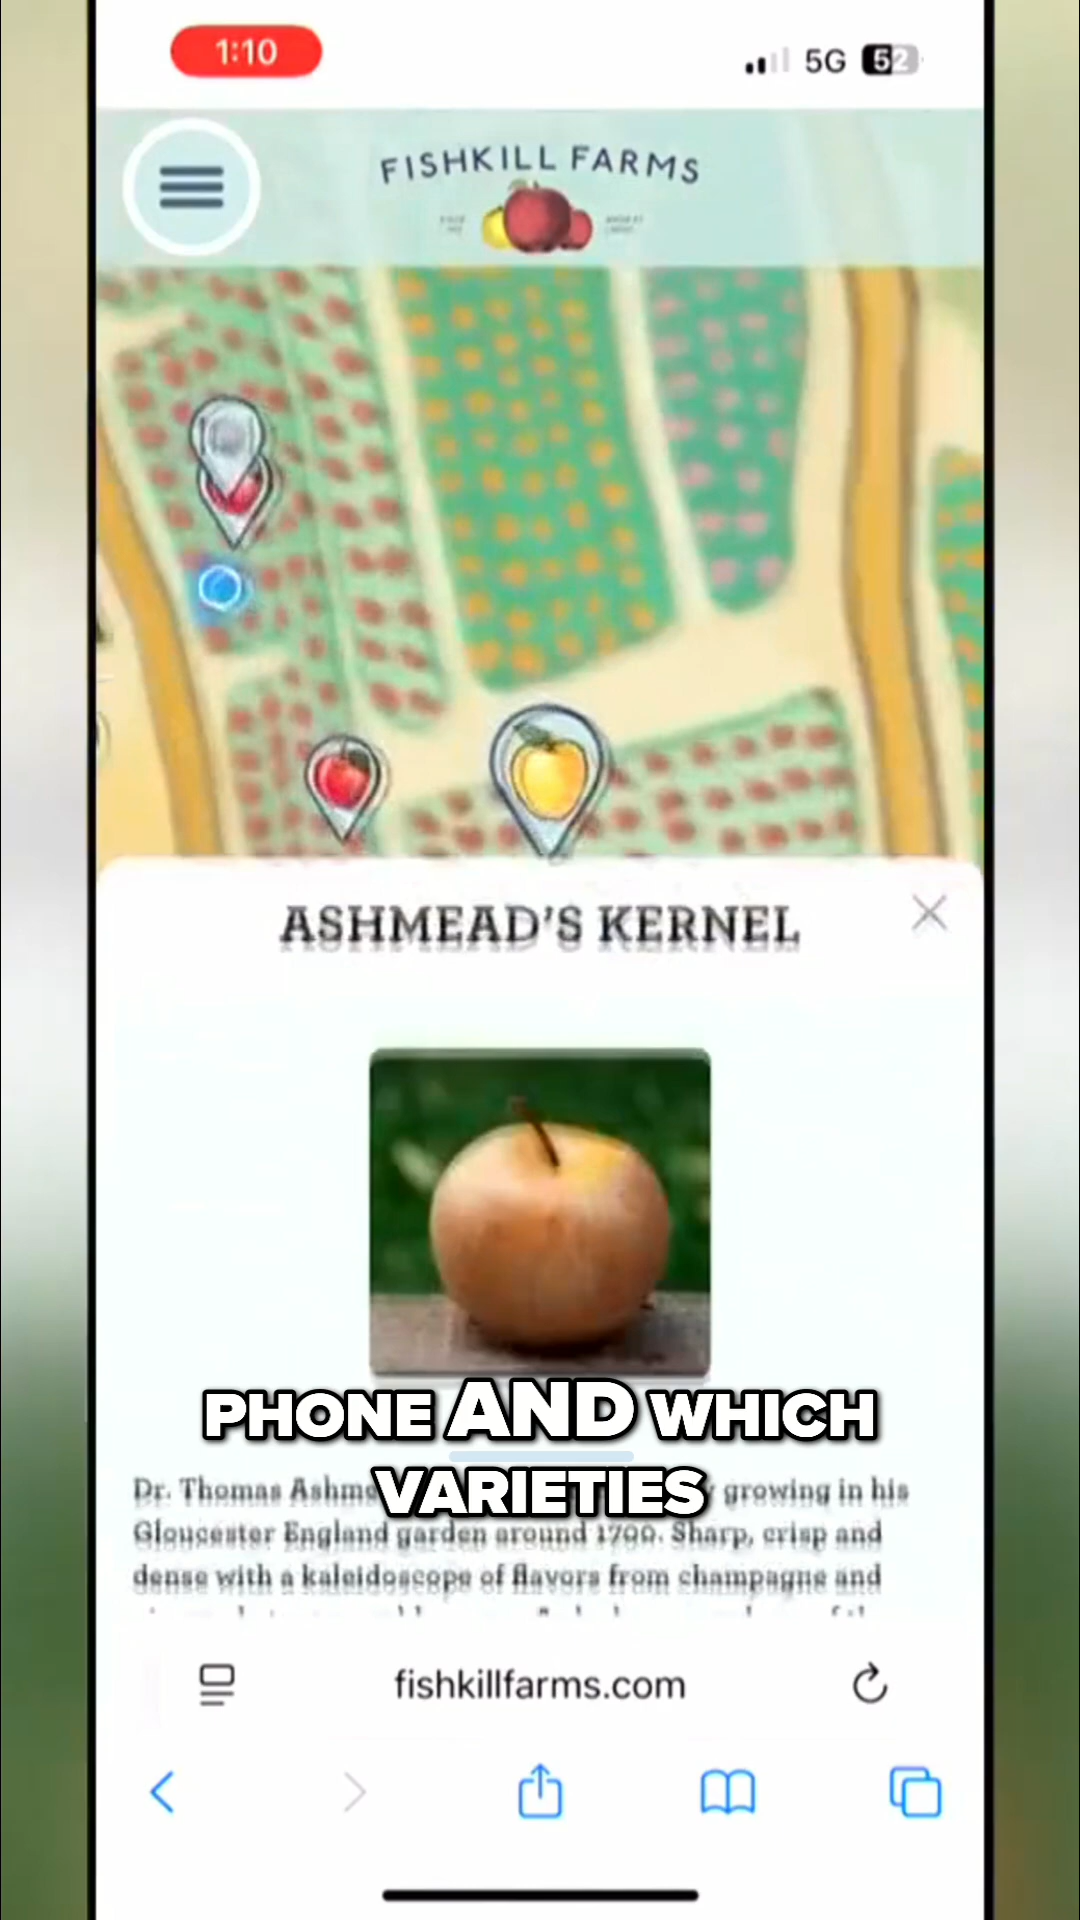 1:10
5G 52
FISHKILL FARMS
ASHMEAD'S KERNEL
PHONE AND WHICH
VARIETIES
Dr. Thomas growing in his
Gloucester England garden around 1700. Sharp, crisp and
dense with a kaleidoscope of flavors from champagne and
fishkillfarms.com